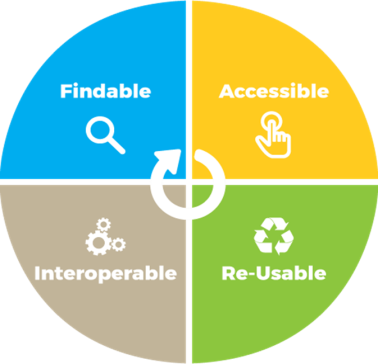 Findable
Accessible
Interoperable
Re-Usable